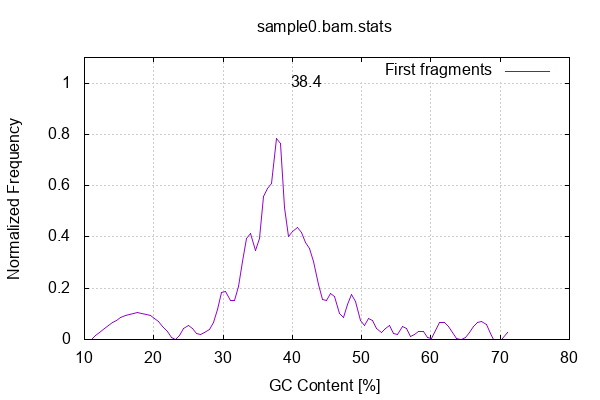 sample0.bam.stats
First fragments
38.4
Normalized Frequency
1
0.8
0.6
0.4
0.2
0
10 20 30 40 50 60 70 80
GC Content [%]